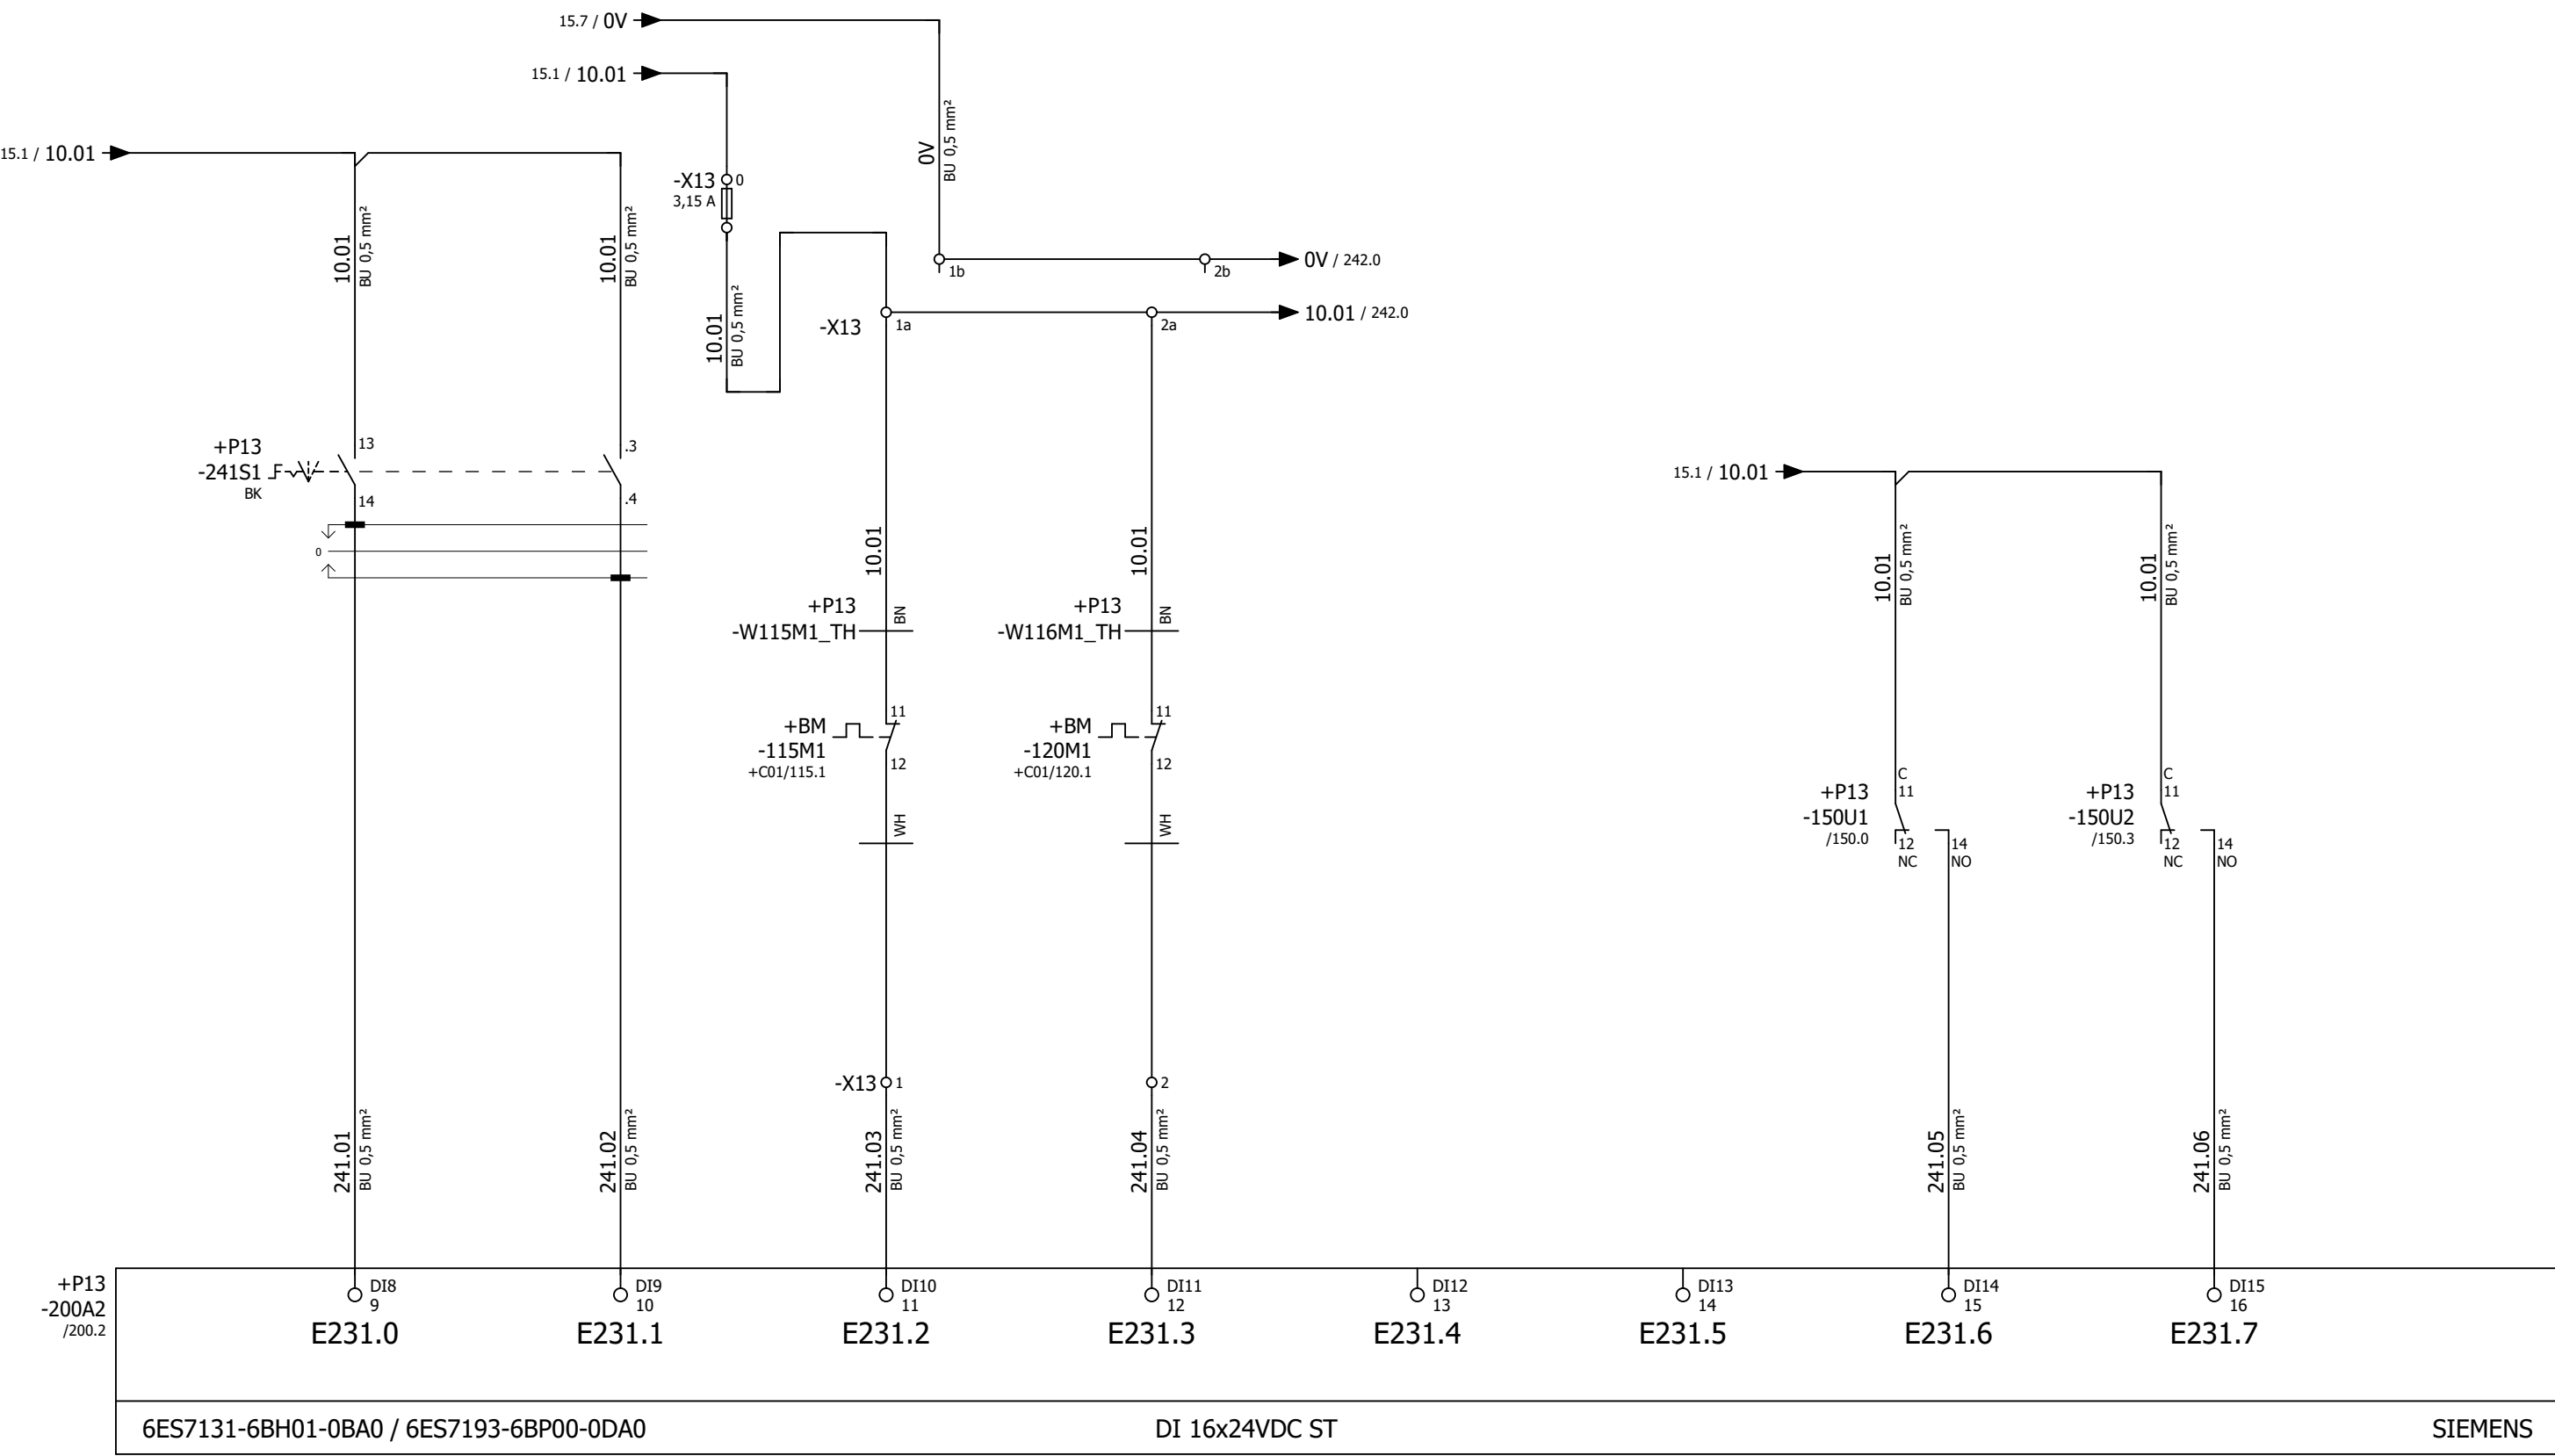 15.7 / 0V
15.1 / 10.01
15.1 / 10.01
0V
BU 0,5 mm²
-X13 0
3,15 A
10.01
BU 0,5 mm²
10.01
BU 0,5 mm²
10.01
BU 0,5 mm²
1b
2b
0V / 242.0
-X13
1a
2a
10.01 / 242.0
+P13
-241S1
BK
13
14
.3
.4
0
15.1 / 10.01
10.01
10.01
10.01
BU 0,5 mm²
10.01
BU 0,5 mm²
+P13
-W115M1_TH
BN
+P13
-W116M1_TH
BN
+BM
-115M1
+C01/115.1
11
12
+BM
-120M1
+C01/120.1
11
12
WH
WH
+P13
-150U1
/150.0
C
11
12
NC
14
NO
+P13
-150U2
/150.3
C
11
12
NC
14
NO
-X13 1
2
241.01
BU 0,5 mm²
241.02
BU 0,5 mm²
241.03
BU 0,5 mm²
241.04
BU 0,5 mm²
241.05
BU 0,5 mm²
241.06
BU 0,5 mm²
+P13
-200A2
/200.2
DI8
9
E231.0
DI9
10
E231.1
DI10
11
E231.2
DI11
12
E231.3
DI12
13
E231.4
DI13
14
E231.5
DI14
15
E231.6
DI15
16
E231.7
6ES7131-6BH01-0BA0 / 6ES7193-6BP00-0DA0
DI 16x24VDC ST
SIEMENS